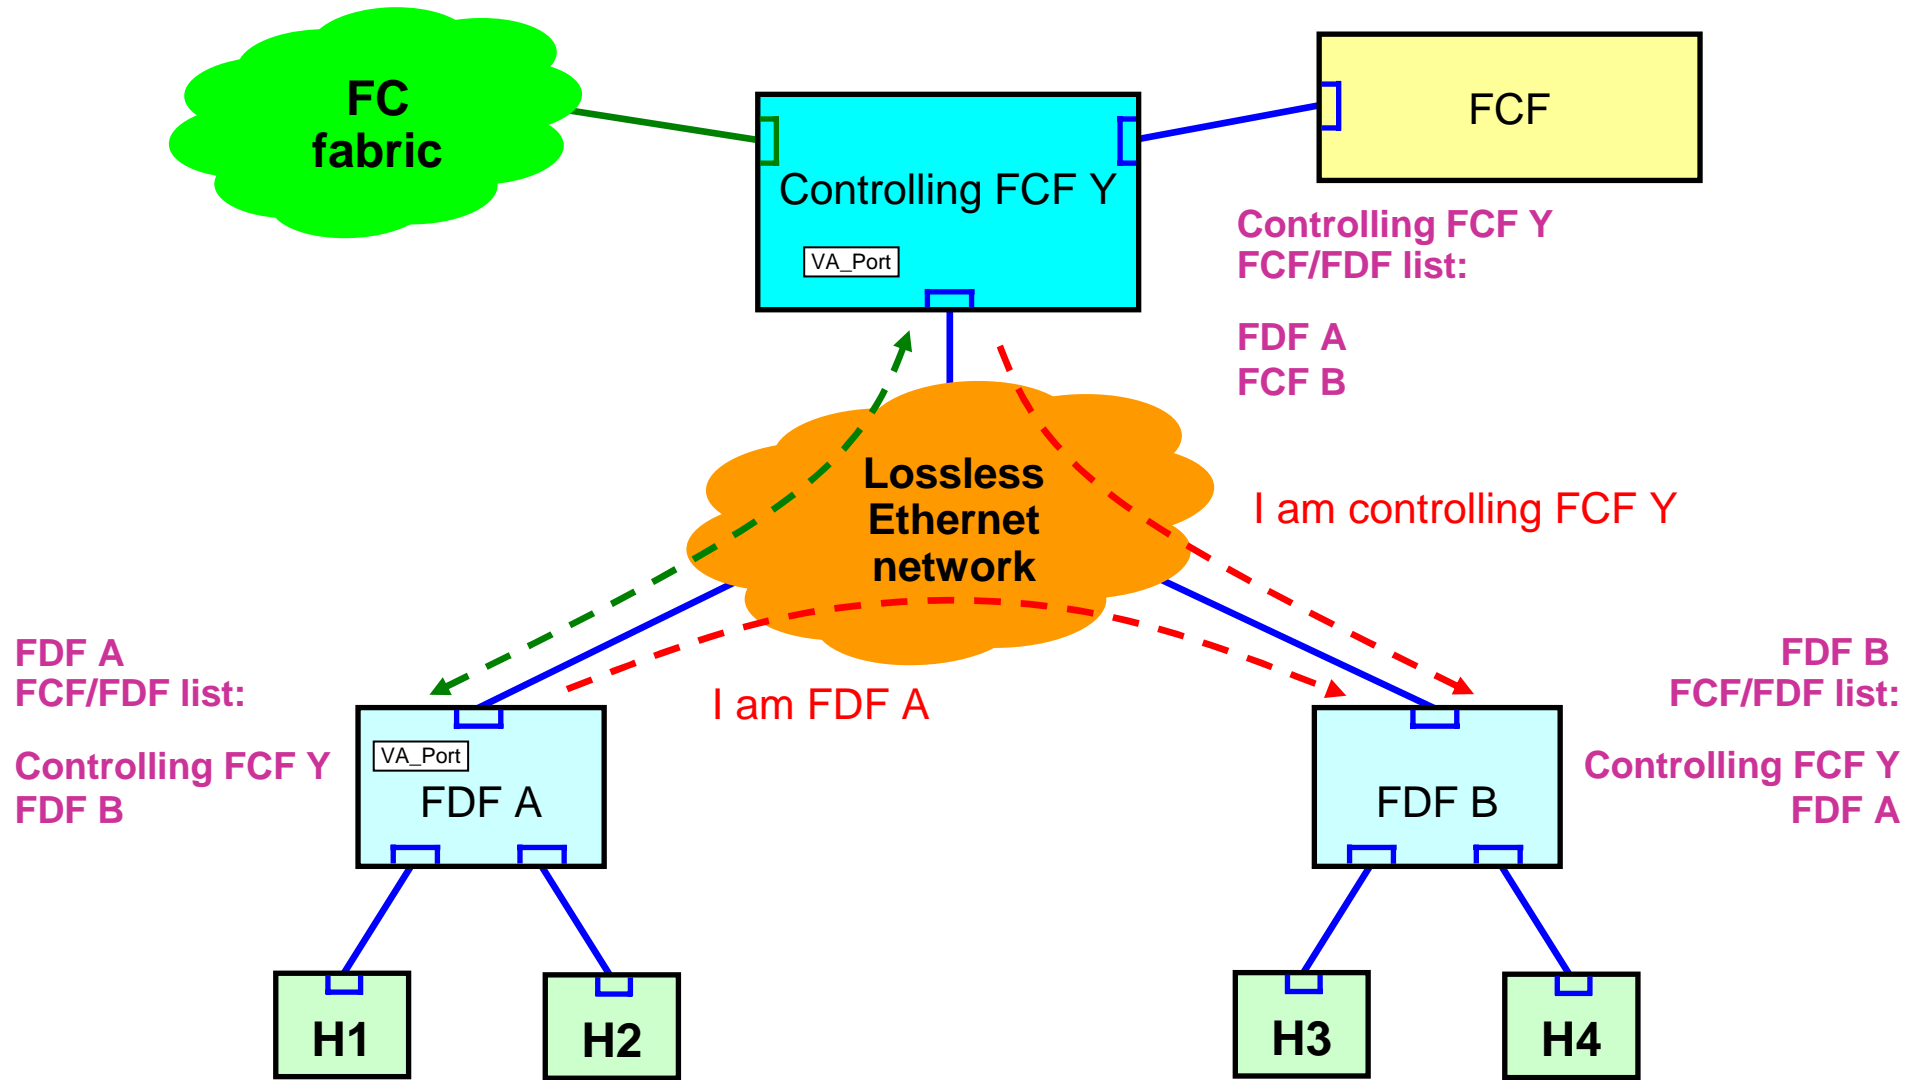 FC
fabric
FCF
Controlling FCF Y
VA_Port
Controlling FCF Y
FCF/FDF list:
FDF A
FCF B
Lossless
Ethernet
network
I am controlling FCF Y
FDF A
FCF/FDF list:
Controlling FCF Y
FDF B
I am FDF A
VA_Port
FDF A
FDF B
FCF/FDF list:
Controlling FCF Y
FDF A
FDF B
H1
H2
H3
H4